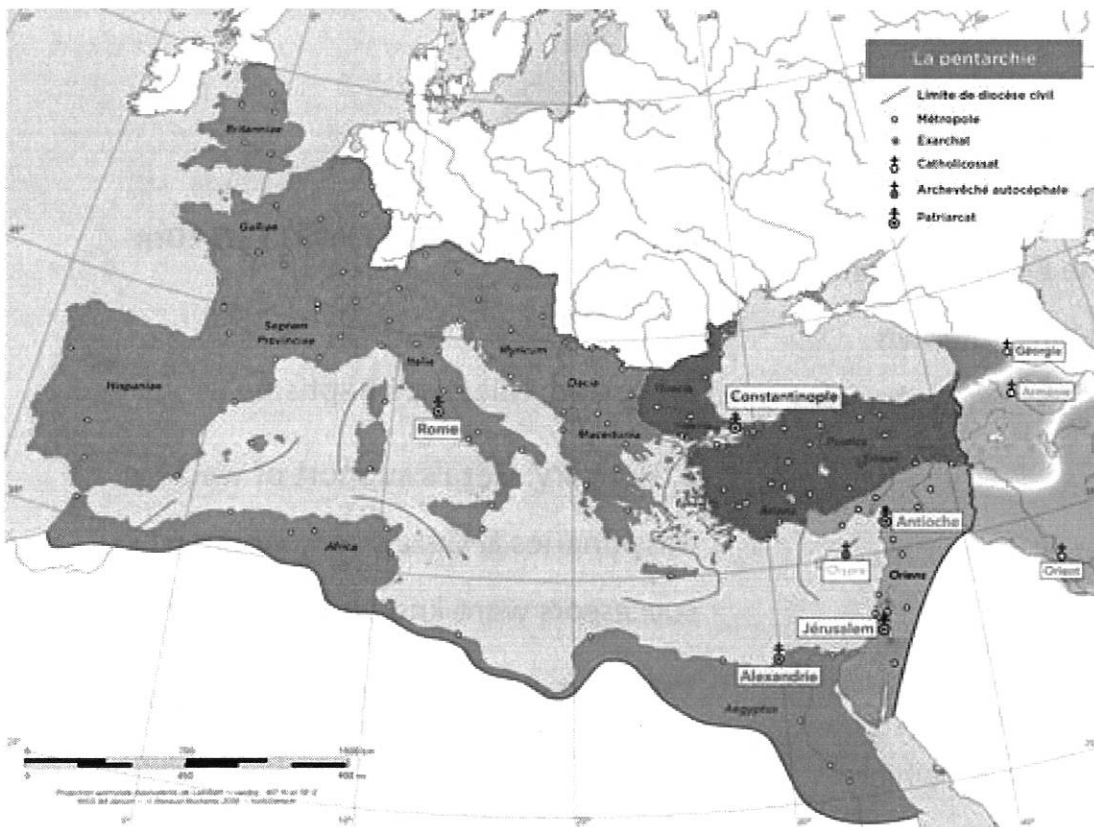 La pentarchie
Limite de diocèse civil
Métropole
Exarchat
Catholicossat
Archevêché autocéphale
Patriarcat
Britanniae
Galliae
Septem
Provinciae
Hispaniae
Italia
Illyricum
Dacia
Thracia
Macedonia
Constantinople
Rome
Pontica
Asiana
Géorgie
Arménie
Antioche
Chypre
Oriens
Orient
Africa
Jérusalem
Alexandrie
Aegyptus